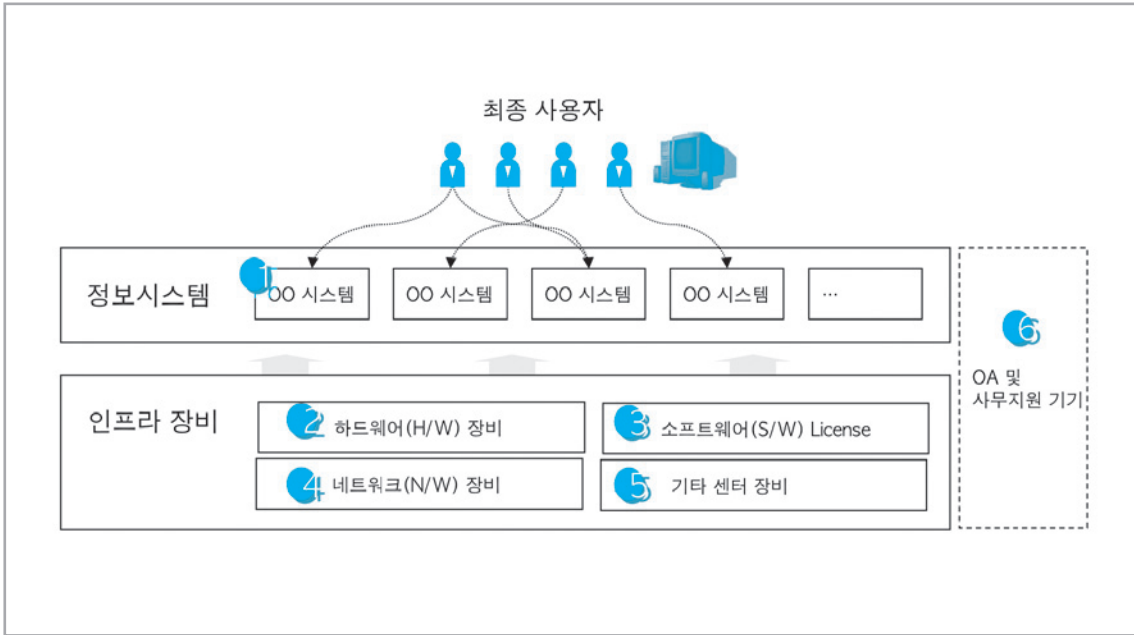 최종 사용자
정보시스템
1 OO 시스템
OO 시스템
OO 시스템
OO 시스템
...
인프라 장비
2 하드웨어(H/W) 장비
3 소프트웨어(S/W) License
4 네트워크(N/W) 장비
5 기타 센터 장비
6
OA 및
사무지원 기기